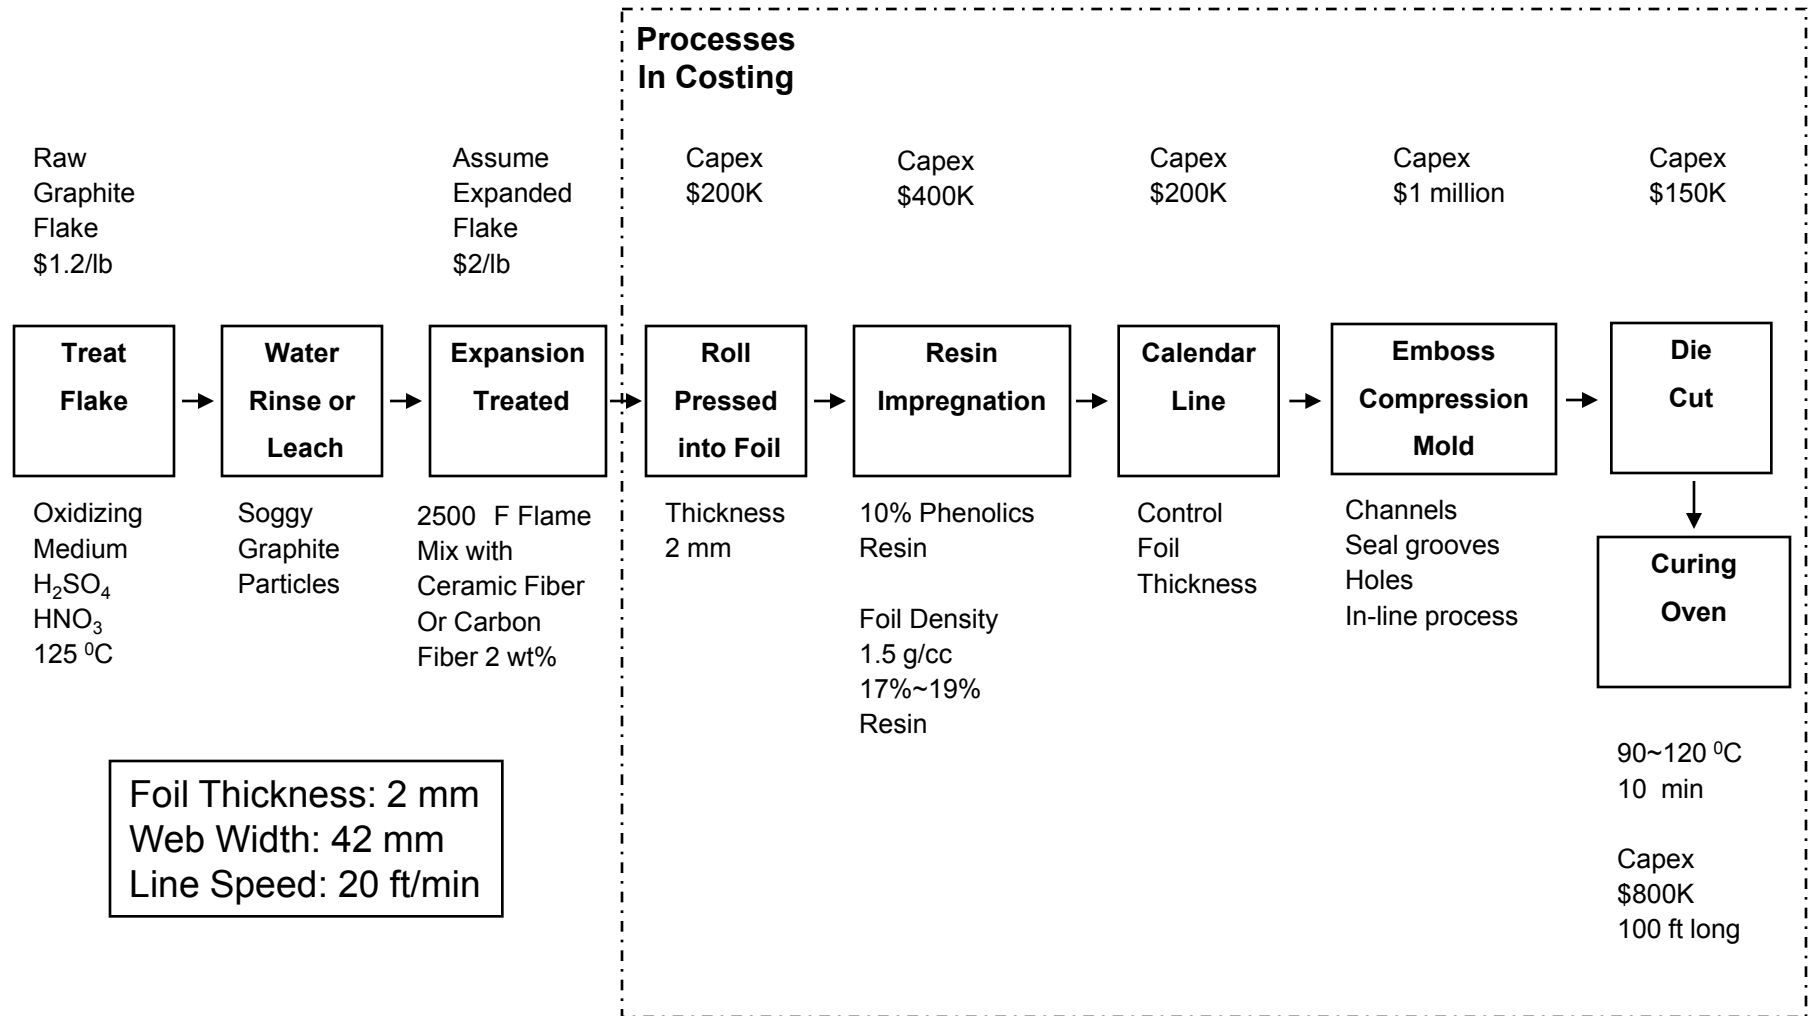 Processes
In Costing
Raw
Graphite
Flake
$1.2/lb
Assume
Expanded
Flake
$2/lb
Capex
$200K
Capex
$400K
Capex
$200K
Capex
$1 million
Capex
$150K
Treat
Flake
Water
Rinse or
Leach
Expansion
Treated
Roll
Pressed
into Foil
Resin
Impregnation
Calendar
Line
Emboss
Compression
Mold
Die
Cut
Oxidizing
Medium
H₂SO₄
HNO₃
125 ⁰C
Soggy
Graphite
Particles
2500 F Flame
Mix with
Ceramic Fiber
Or Carbon
Fiber 2 wt%
Thickness
2 mm
10% Phenolics
Resin
Foil Density
1.5 g/cc
17%~19%
Resin
Control
Foil
Thickness
Channels
Seal grooves
Holes
In-line process
Curing
Oven
90~120 ⁰C
10 min
Capex
$800K
100 ft long
Foil Thickness: 2 mm
Web Width: 42 mm
Line Speed: 20 ft/min